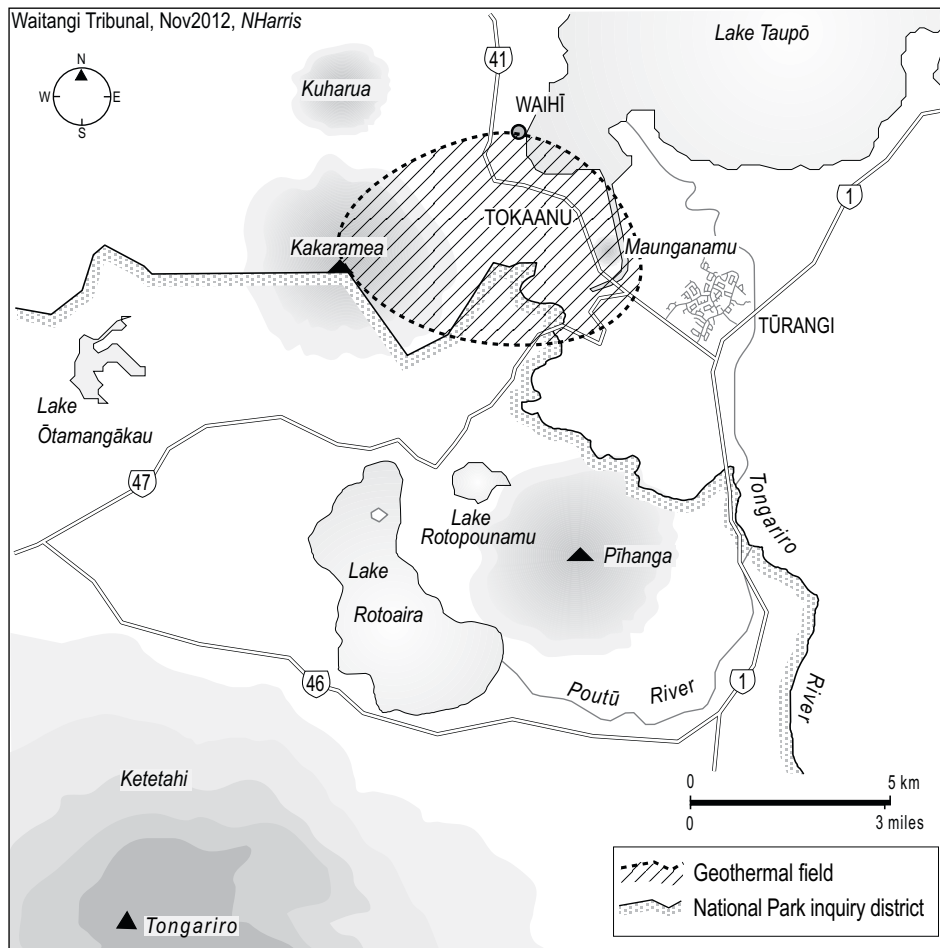 Waitangi Tribunal, Nov2012, NHarris
N
W E
S
Kuharua
41
Lake Taupō
WAIHĪ
1
TOKAANU
Kakaramea
Maunganamu
TŪRANGI
Lake
Ōtamangākau
47
Lake
Rotopounamu
Tongariro
River
Pīhanga
Lake
Rotoaira
46
Poutū River
1
Ketetahi
Tongariro
0 5 km
0 3 miles
Geothermal field
National Park inquiry district